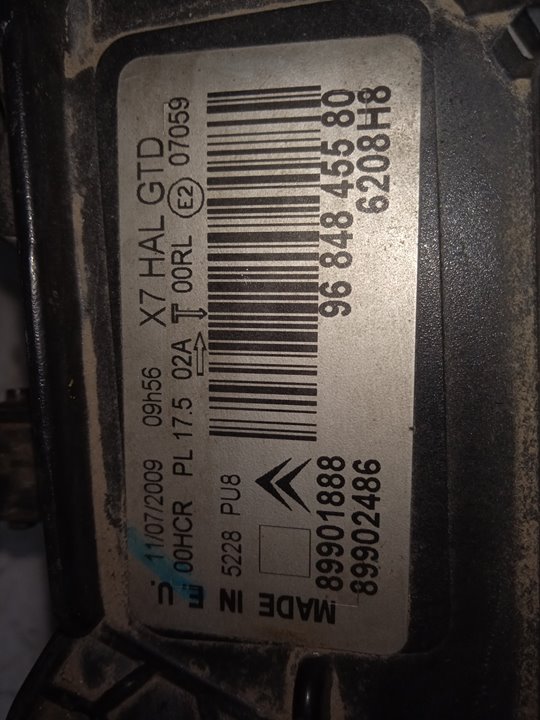 11/07/2009 09h56 X7 HAL GTD
00HCR PL 17.5 02A 00RL E2 07059
5228 PU8
MADE IN
96 848 455 80
89901888
89902486
6208H8